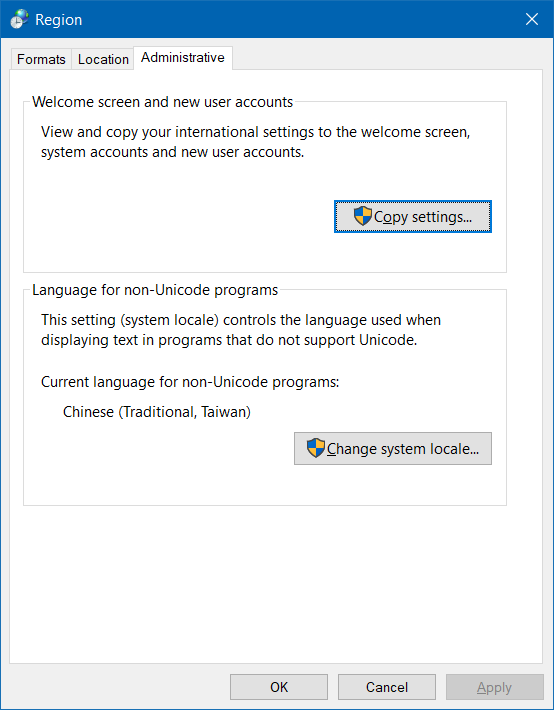 Region
Formats Location Administrative
Welcome screen and new user accounts
View and copy your international settings to the welcome screen,
system accounts and new user accounts.
Copy settings...
Language for non-Unicode programs
This setting (system locale) controls the language used when
displaying text in programs that do not support Unicode.
Current language for non-Unicode programs:
Chinese (Traditional, Taiwan)
Change system locale...
OK Cancel Apply